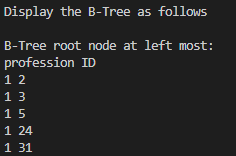 Display the B-Tree as follows
B-Tree root node at left most:
profession ID
1 2
1 3
1 5
1 24
1 31